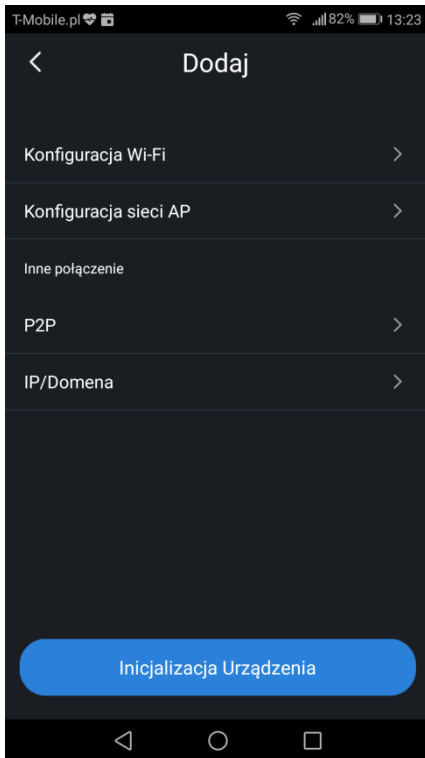 T-Mobile.pl 82% 13:23
Dodaj
Konfiguracja Wi-Fi
Konfiguracja sieci AP
Inne połączenie
P2P
IP/Domena
Inicjalizacja Urządzenia